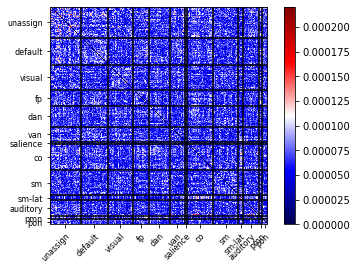 unassign
default
visual
fp
dan
van
salience
co
sm
sm-lat
auditory
pmn
pon
unassign
default
visual
fp
dan
van
salience
co
sm
sm-lat
auditory
pon
0.000200
0.000175
0.000150
0.000125
0.000100
0.000075
0.000050
0.000025
0.000000